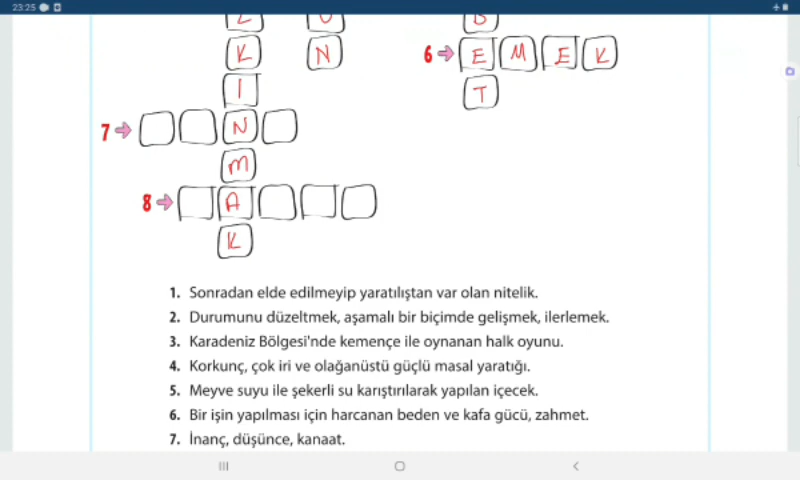 23:25
K N 6 E M E K
I T
7 N
M
8 A
K
1. Sonradan elde edilmeyip yaratılıştan var olan nitelik.
2. Durumunu düzeltmek, aşamalı bir biçimde gelişmek, ilerlemek.
3. Karadeniz Bölgesi'nde kemençe ile oynanan halk oyunu.
4. Korkunç, çok iri ve olağanüstü güçlü masal yaratığı.
5. Meyve suyu ile şekerli su karıştırılarak yapılan içecek.
6. Bir işin yapılması için harcanan beden ve kafa gücü, zahmet.
7. İnanç, düşünce, kanaat.